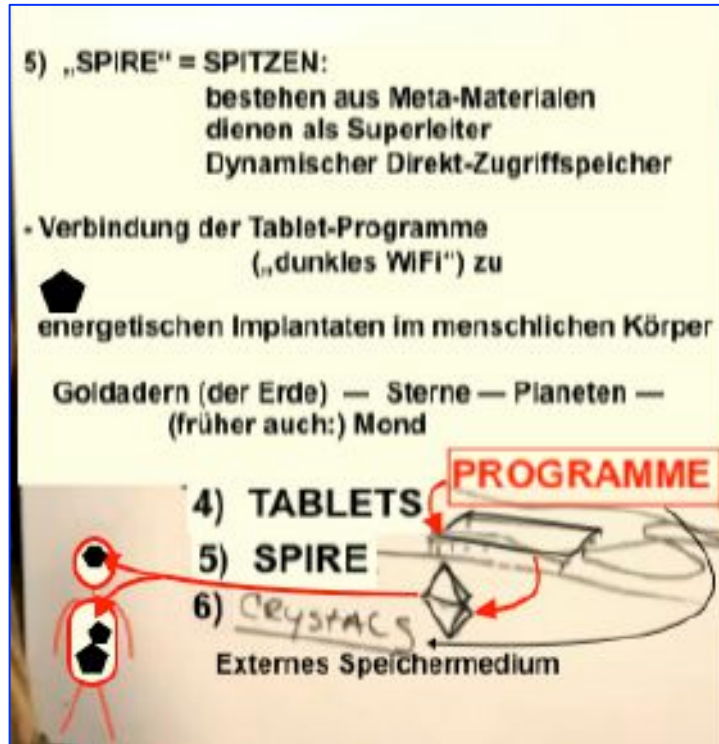 5) „SPIRE“ = SPITZEN:
bestehen aus Meta-Materialen
dienen als Superleiter
Dynamischer Direkt-Zugriffspeicher
- Verbindung der Tablet-Programme
(„dunkles WiFi“) zu
energetischen Implantaten im menschlichen Körper
Goldadern (der Erde) — Sterne — Planeten —
(früher auch:) Mond
PROGRAMME
4) TABLETS
5) SPIRE
6) CRYSTALS
Externes Speichermedium